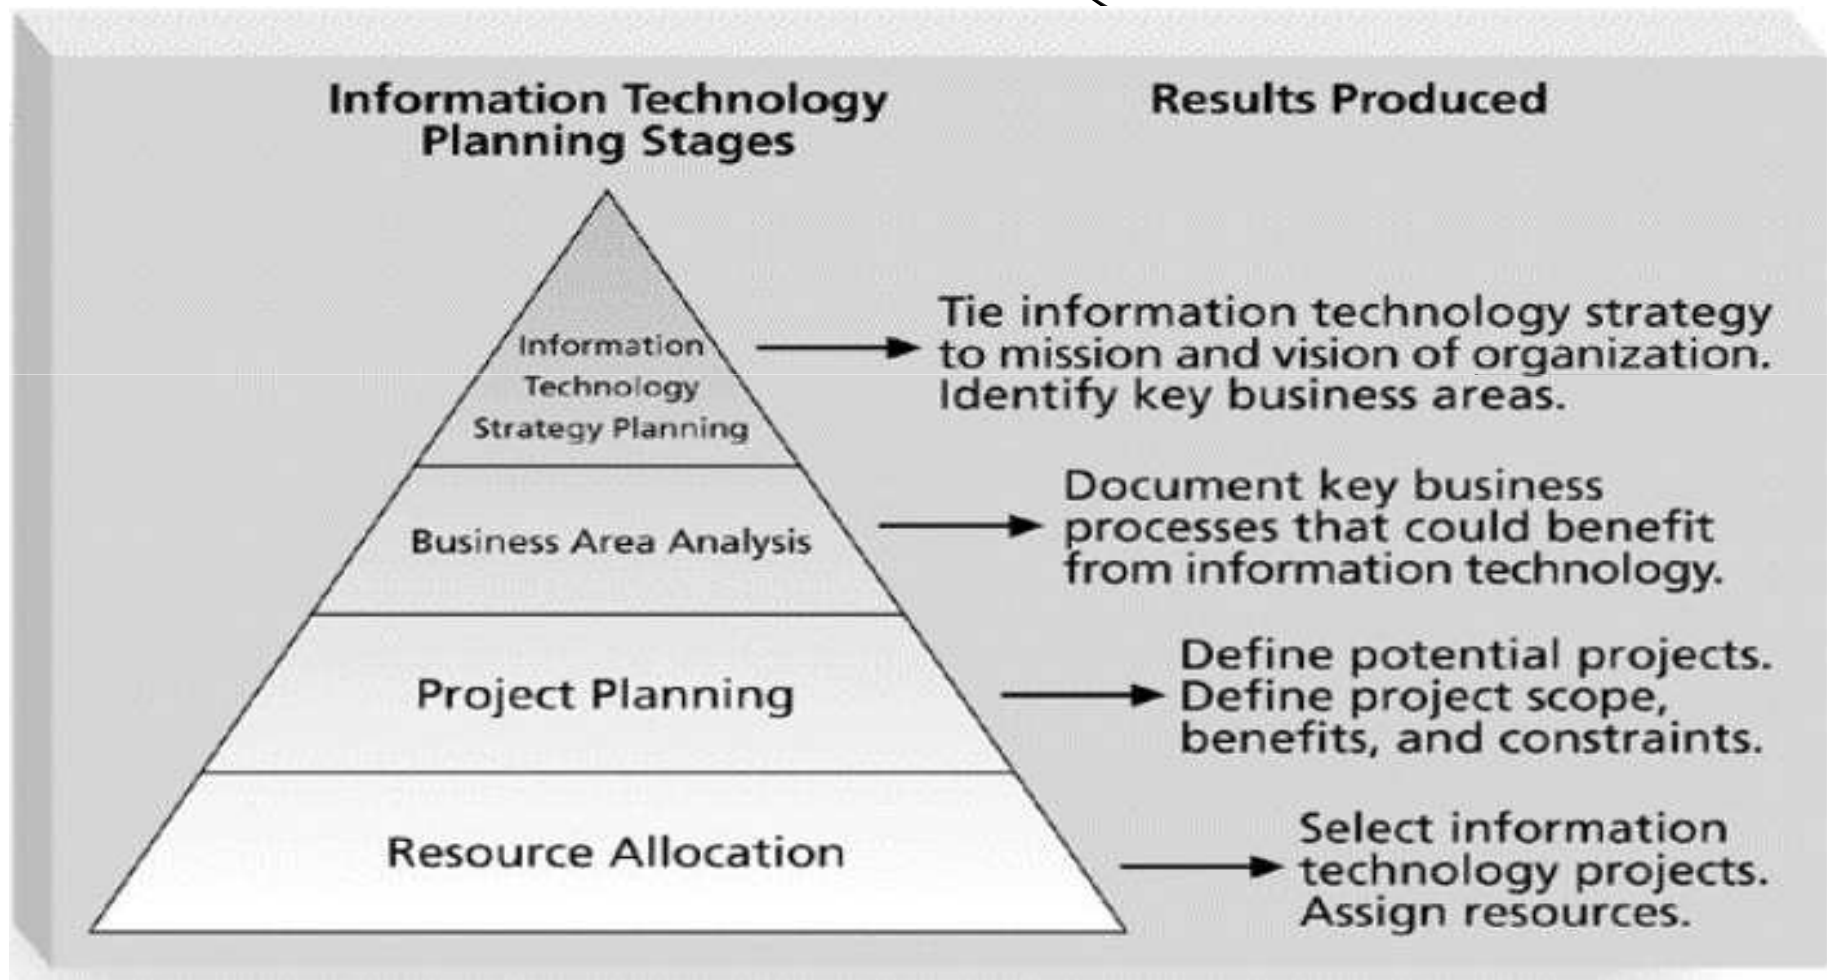 Information Technology
Planning Stages
Results Produced
Information
Technology
Strategy Planning
Tie information technology strategy
to mission and vision of organization.
Identify key business areas.
Business Area Analysis
Document key business
processes that could benefit
from information technology.
Project Planning
Define potential projects.
Define project scope,
benefits, and constraints.
Resource Allocation
Select information
technology projects.
Assign resources.